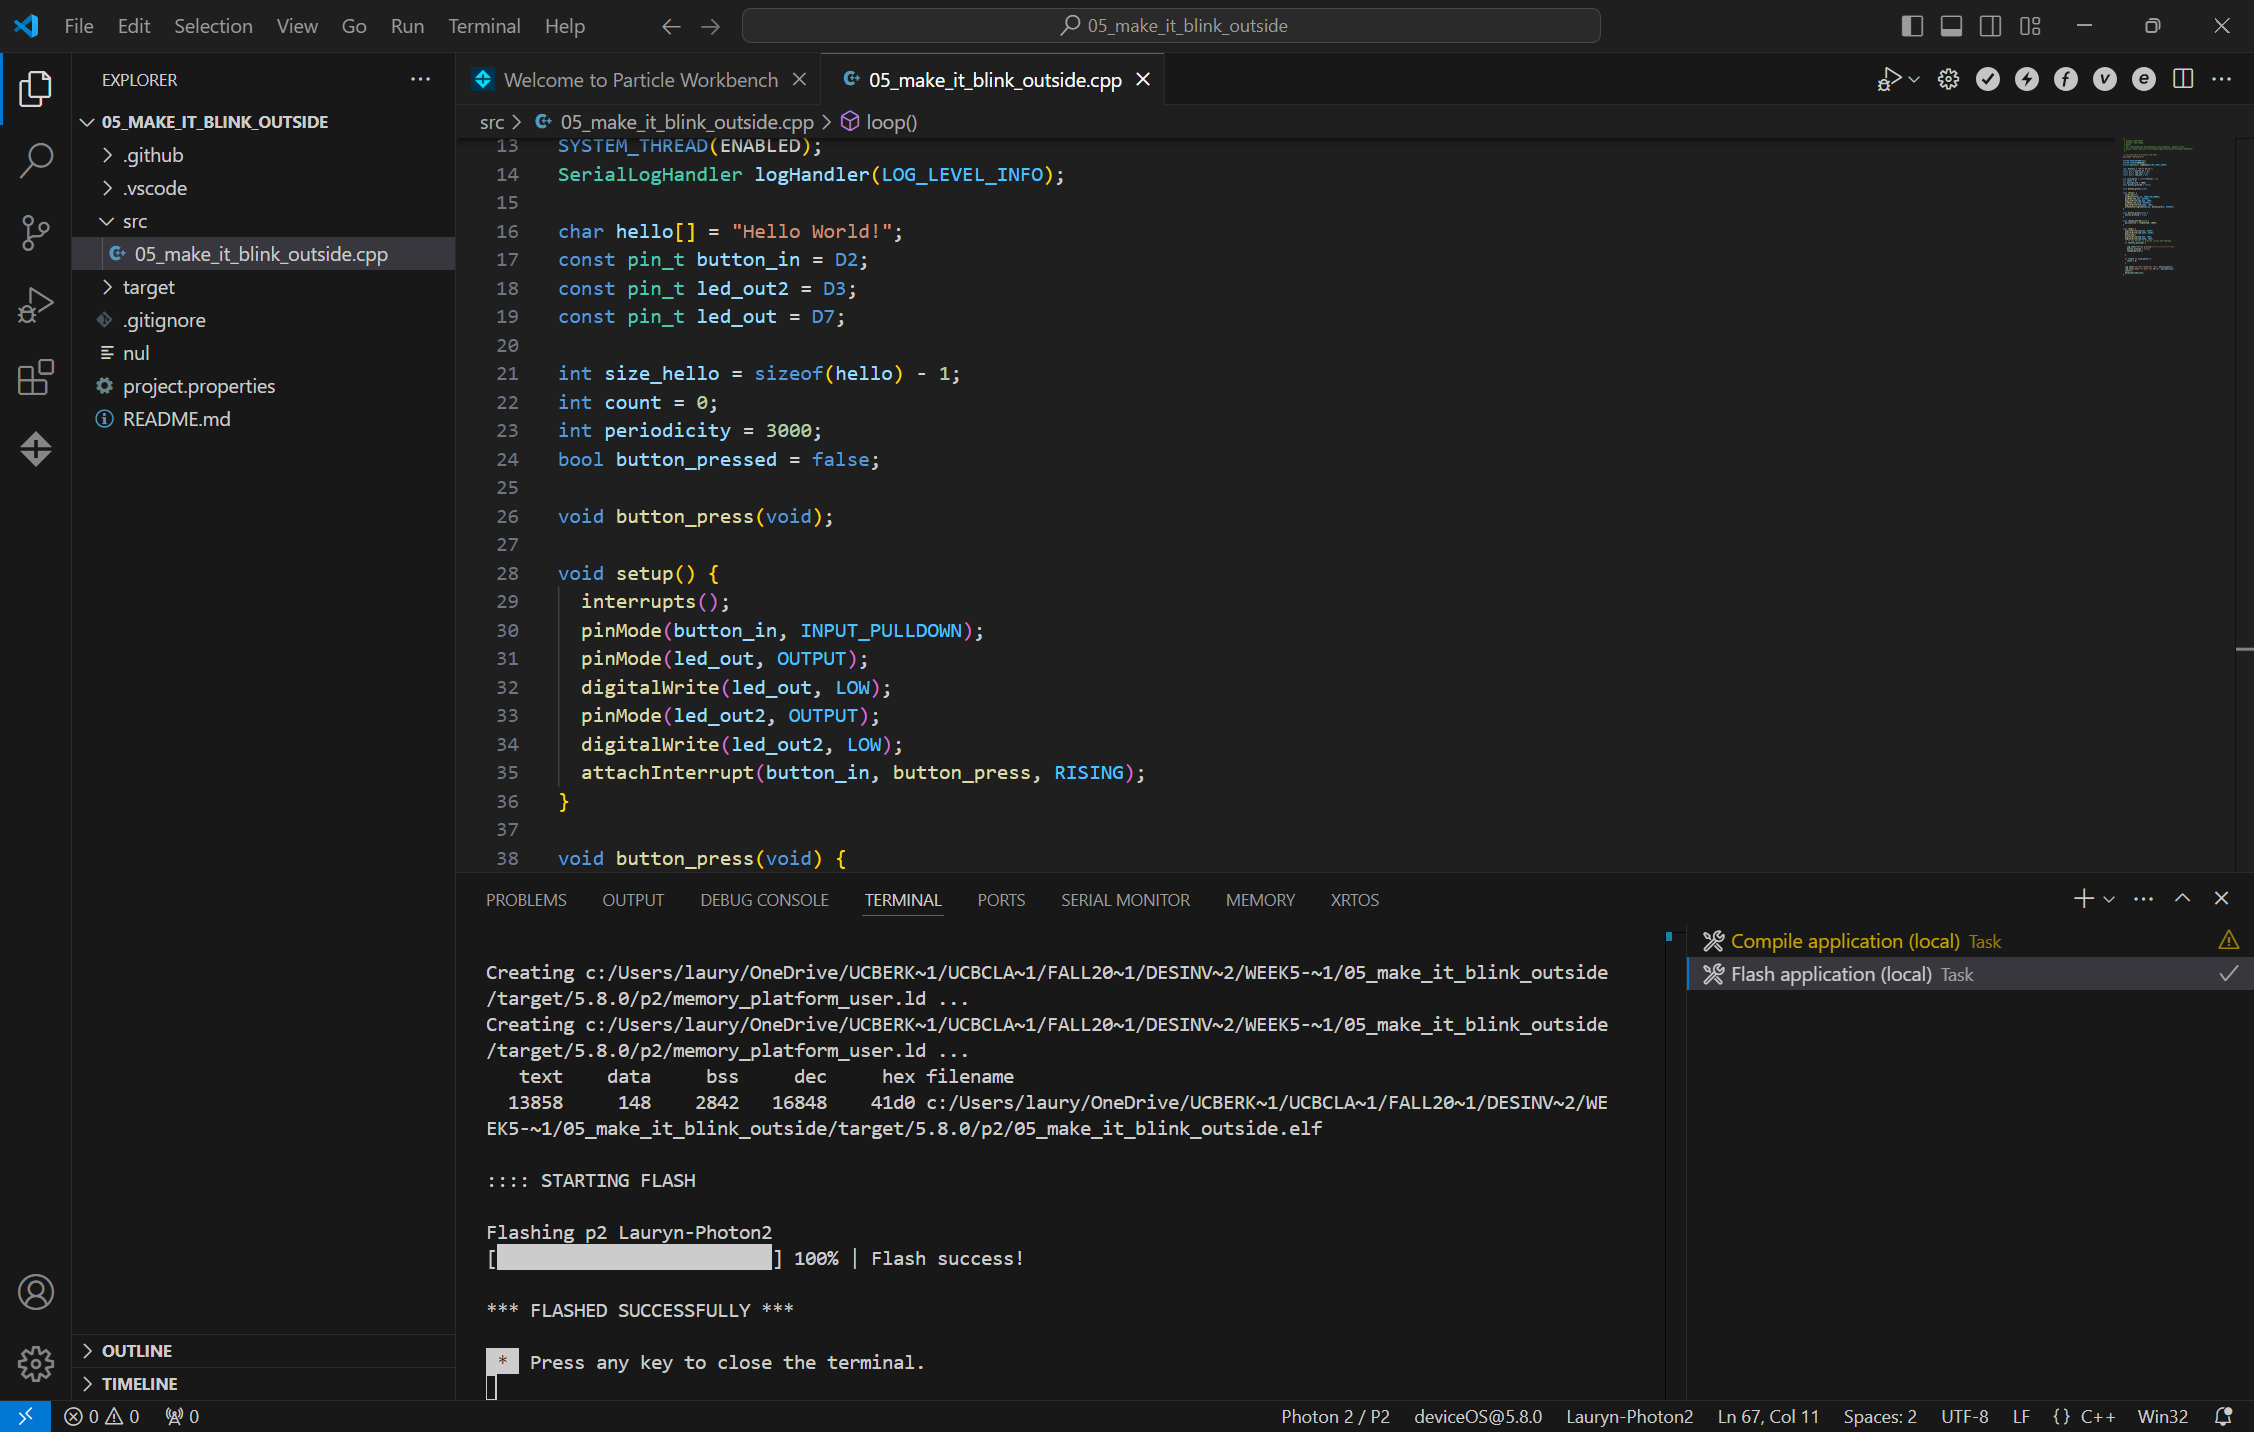 File Edit Selection View Go Run Terminal Help
05_make_it_blink_outside
EXPLORER
05_MAKE_IT_BLINK_OUTSIDE
.github
.vscode
src
05_make_it_blink_outside.cpp
target
.gitignore
nul
project.properties
README.md
OUTLINE
TIMELINE
Welcome to Particle Workbench
05_make_it_blink_outside.cpp
src > 05_make_it_blink_outside.cpp > loop()
13 SYSTEM_THREAD(ENABLED);
14 SerialLogHandler logHandler(LOG_LEVEL_INFO);
15
16 char hello[] = "Hello World!";
17 const pin_t button_in = D2;
18 const pin_t led_out2 = D3;
19 const pin_t led_out = D7;
20
21 int size_hello = sizeof(hello) - 1;
22 int count = 0;
23 int periodicity = 3000;
24 bool button_pressed = false;
25
26 void button_press(void);
27
28 void setup() {
29 interrupts();
30 pinMode(button_in, INPUT_PULLDOWN);
31 pinMode(led_out, OUTPUT);
32 digitalWrite(led_out, LOW);
33 pinMode(led_out2, OUTPUT);
34 digitalWrite(led_out2, LOW);
35 attachInterrupt(button_in, button_press, RISING);
36 }
37
38 void button_press(void) {
PROBLEMS OUTPUT DEBUG CONSOLE TERMINAL PORTS SERIAL MONITOR MEMORY XRTOS
Creating c:/Users/laury/OneDrive/UCBERK~1/UCBCLA~1/FALL20~1/DESINV~2/WEEK5-~1/05_make_it_blink_outside
/target/5.8.0/p2/memory_platform_user.ld ...
Creating c:/Users/laury/OneDrive/UCBERK~1/UCBCLA~1/FALL20~1/DESINV~2/WEEK5-~1/05_make_it_blink_outside
/target/5.8.0/p2/memory_platform_user.ld ...
text data bss dec hex filename
13858 148 2842 16848 41d0 c:/Users/laury/OneDrive/UCBERK~1/UCBCLA~1/FALL20~1/DESINV~2/WE
EK5-~1/05_make_it_blink_outside/target/5.8.0/p2/05_make_it_blink_outside.elf
:::: STARTING FLASH
Flashing p2 Lauryn-Photon2
[ ] 100% | Flash success!
*** FLASHED SUCCESSFULLY ***
* Press any key to close the terminal.
Compile application (local) Task
Flash application (local) Task
0 0 0 Photon 2 / P2 deviceOS@5.8.0 Lauryn-Photon2 Ln 67, Col 11 Spaces: 2 UTF-8 LF {} C++ Win32